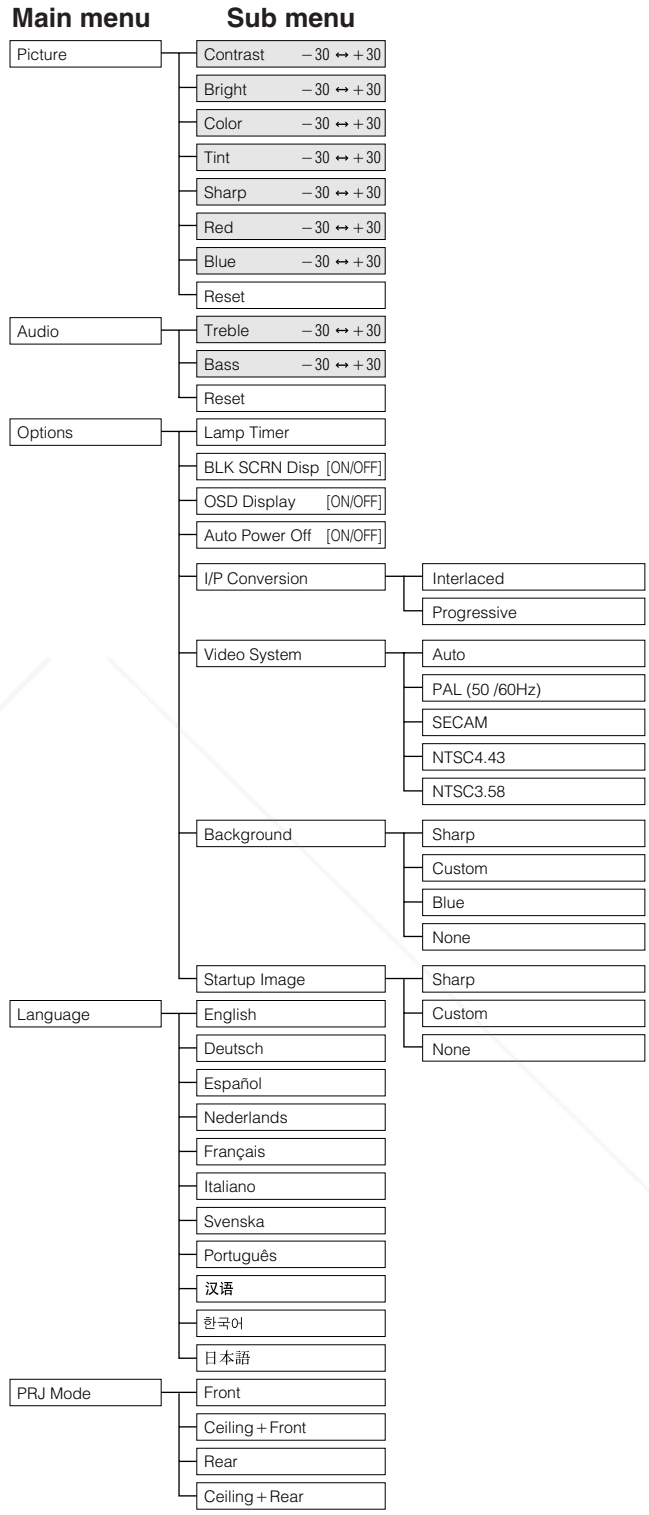 Main menu Sub menu
Picture Contrast −30 ↔ +30
Bright −30 ↔ +30
Color −30 ↔ +30
Tint −30 ↔ +30
Sharp −30 ↔ +30
Red −30 ↔ +30
Blue −30 ↔ +30
Reset
Audio Treble −30 ↔ +30
Bass −30 ↔ +30
Reset
Options Lamp Timer
BLK SCRN Disp [ON/OFF]
OSD Display [ON/OFF]
Auto Power Off [ON/OFF]
I/P Conversion Interlaced
Progressive
Video System Auto
PAL (50 /60Hz)
SECAM
NTSC4.43
NTSC3.58
Background Sharp
Custom
Blue
None
Startup Image Sharp
Language English Custom
Deutsch None
Español
Nederlands
Français
Italiano
Svenska
Português
汉语
한국어
日本語
PRJ Mode Front
Ceiling+Front
Rear
Ceiling+Rear